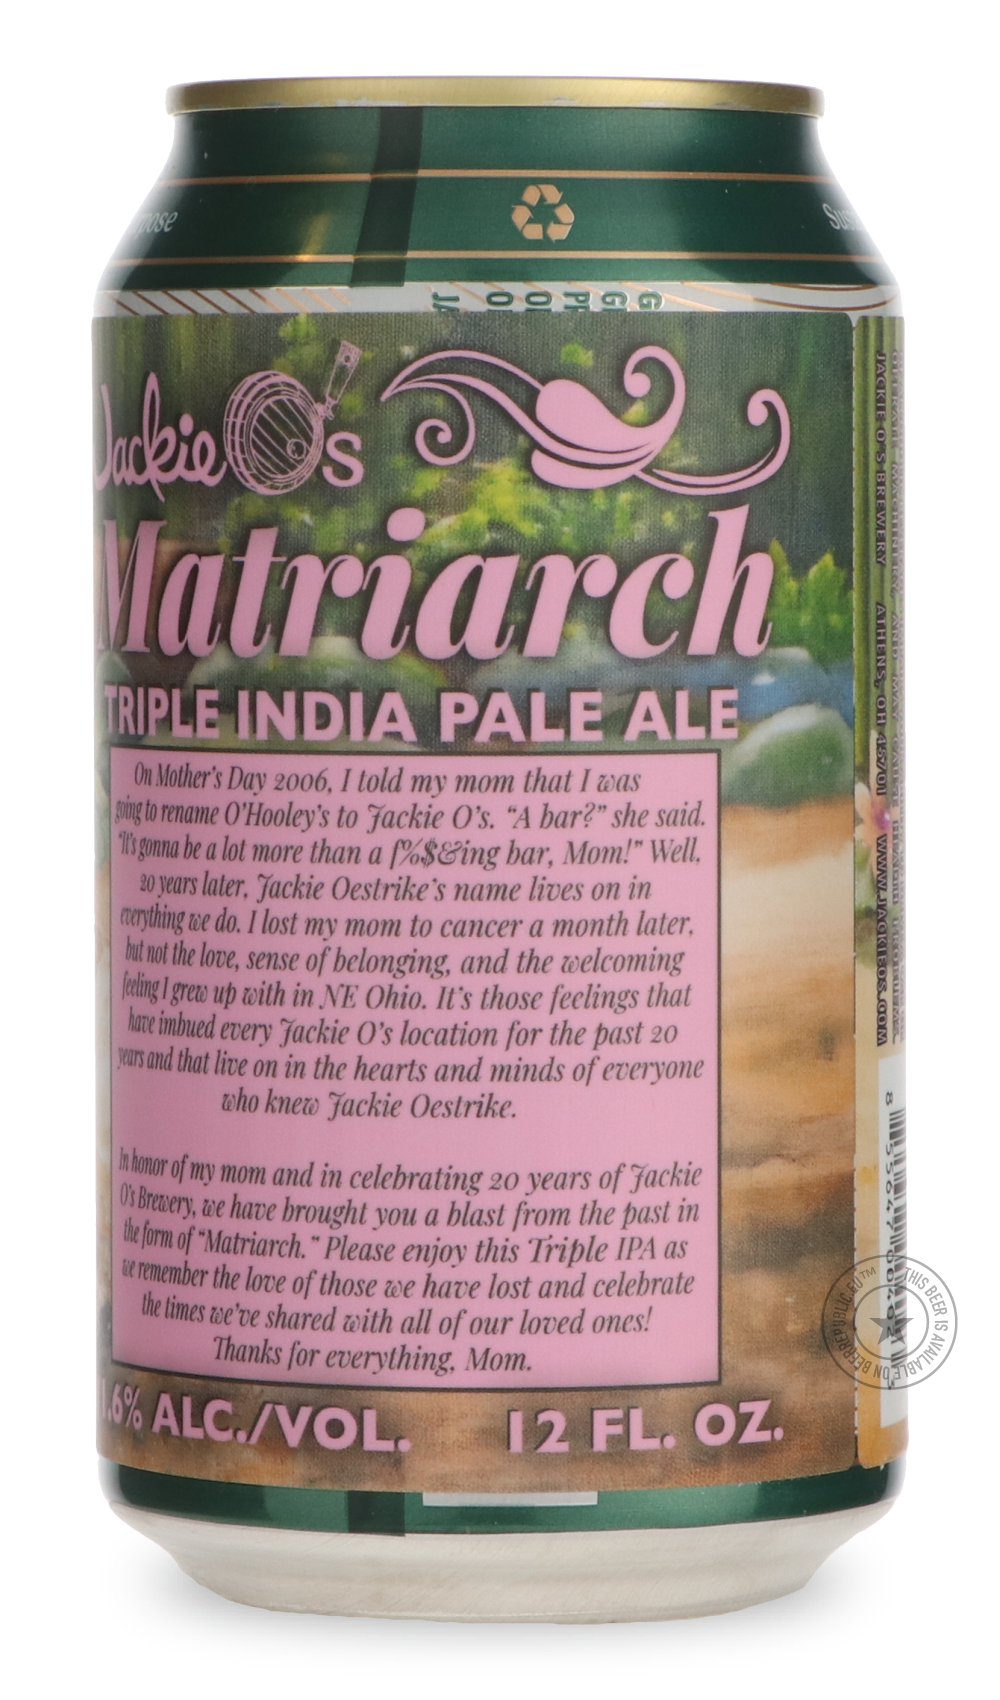 Jackie O's
Matriarch
TRIPLE INDIA PALE ALE
On Mother's Day 2006, I told my mom that I was
going to rename O'Hooley's to Jackie O's. "A bar?" she said.
"It's gonna be a lot more than a f%$&ing bar, Mom!" Well,
20 years later, Jackie Oestrike's name lives on in
everything we do. I lost my mom to cancer a month later,
but not the love, sense of belonging, and the welcoming
feeling I grew up with in NE Ohio. It's those feelings that
have imbued every Jackie O's location for the past 20
years and that live on in the hearts and minds of everyone
who knew Jackie Oestrike.
In honor of my mom and in celebrating 20 years of Jackie
O's Brewery, we have brought you a blast from the past in
the form of "Matriarch." Please enjoy this Triple IPA as
we remember the love of those we have lost and celebrate
the times we've shared with all of our loved ones!
Thanks for everything, Mom.
.6% ALC./VOL. 12 FL. OZ.
JACKIE O'S BREWERY ATHENS, OH 45701 WWW.JACKIEOS.COM
THIS BEER IS AVAILABLE ON BEERREPUBLIC.EU™